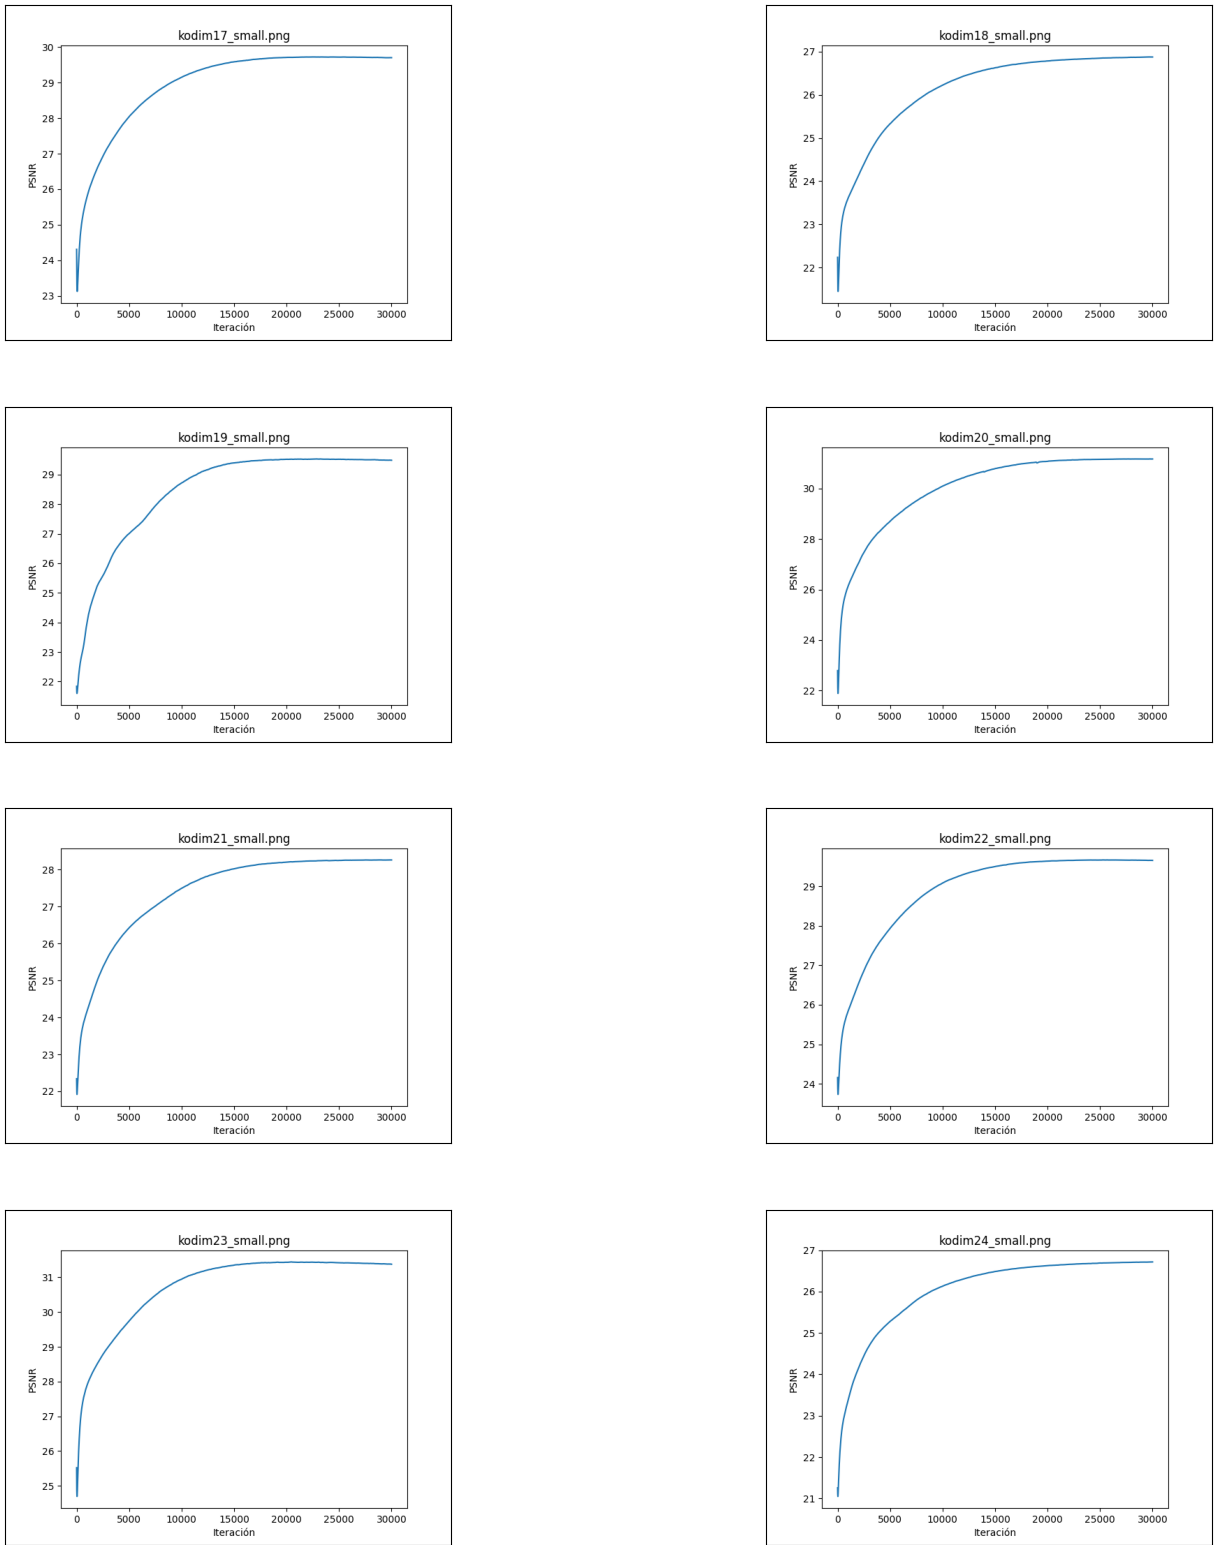 kodim17_small.png
30
29
28
27
26
25
24
23
PSNR
0 5000 10000 15000 20000 25000 30000
Iteración
kodim18_small.png
27
26
25
24
23
22
PSNR
0 5000 10000 15000 20000 25000 30000
Iteración
kodim19_small.png
29
28
27
26
25
24
23
22
PSNR
0 5000 10000 15000 20000 25000 30000
Iteración
kodim20_small.png
30
28
26
24
22
PSNR
0 5000 10000 15000 20000 25000 30000
Iteración
kodim21_small.png
28
27
26
25
24
23
22
PSNR
0 5000 10000 15000 20000 25000 30000
Iteración
kodim22_small.png
29
28
27
26
25
24
PSNR
0 5000 10000 15000 20000 25000 30000
Iteración
kodim23_small.png
31
30
29
28
27
26
25
PSNR
0 5000 10000 15000 20000 25000 30000
Iteración
kodim24_small.png
27
26
25
24
23
22
21
PSNR
0 5000 10000 15000 20000 25000 30000
Iteración